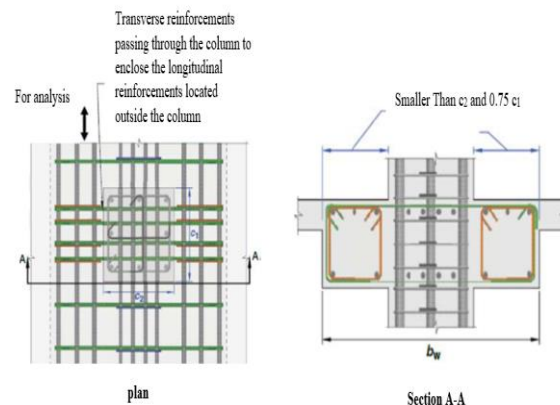 Transverse reinforcements
passing through the column to
enclose the longitudinal
reinforcements located
outside the column
For analysis
Smaller Than c2 and 0.75 c1
c1
c2
A
A
bw
plan
Section A-A